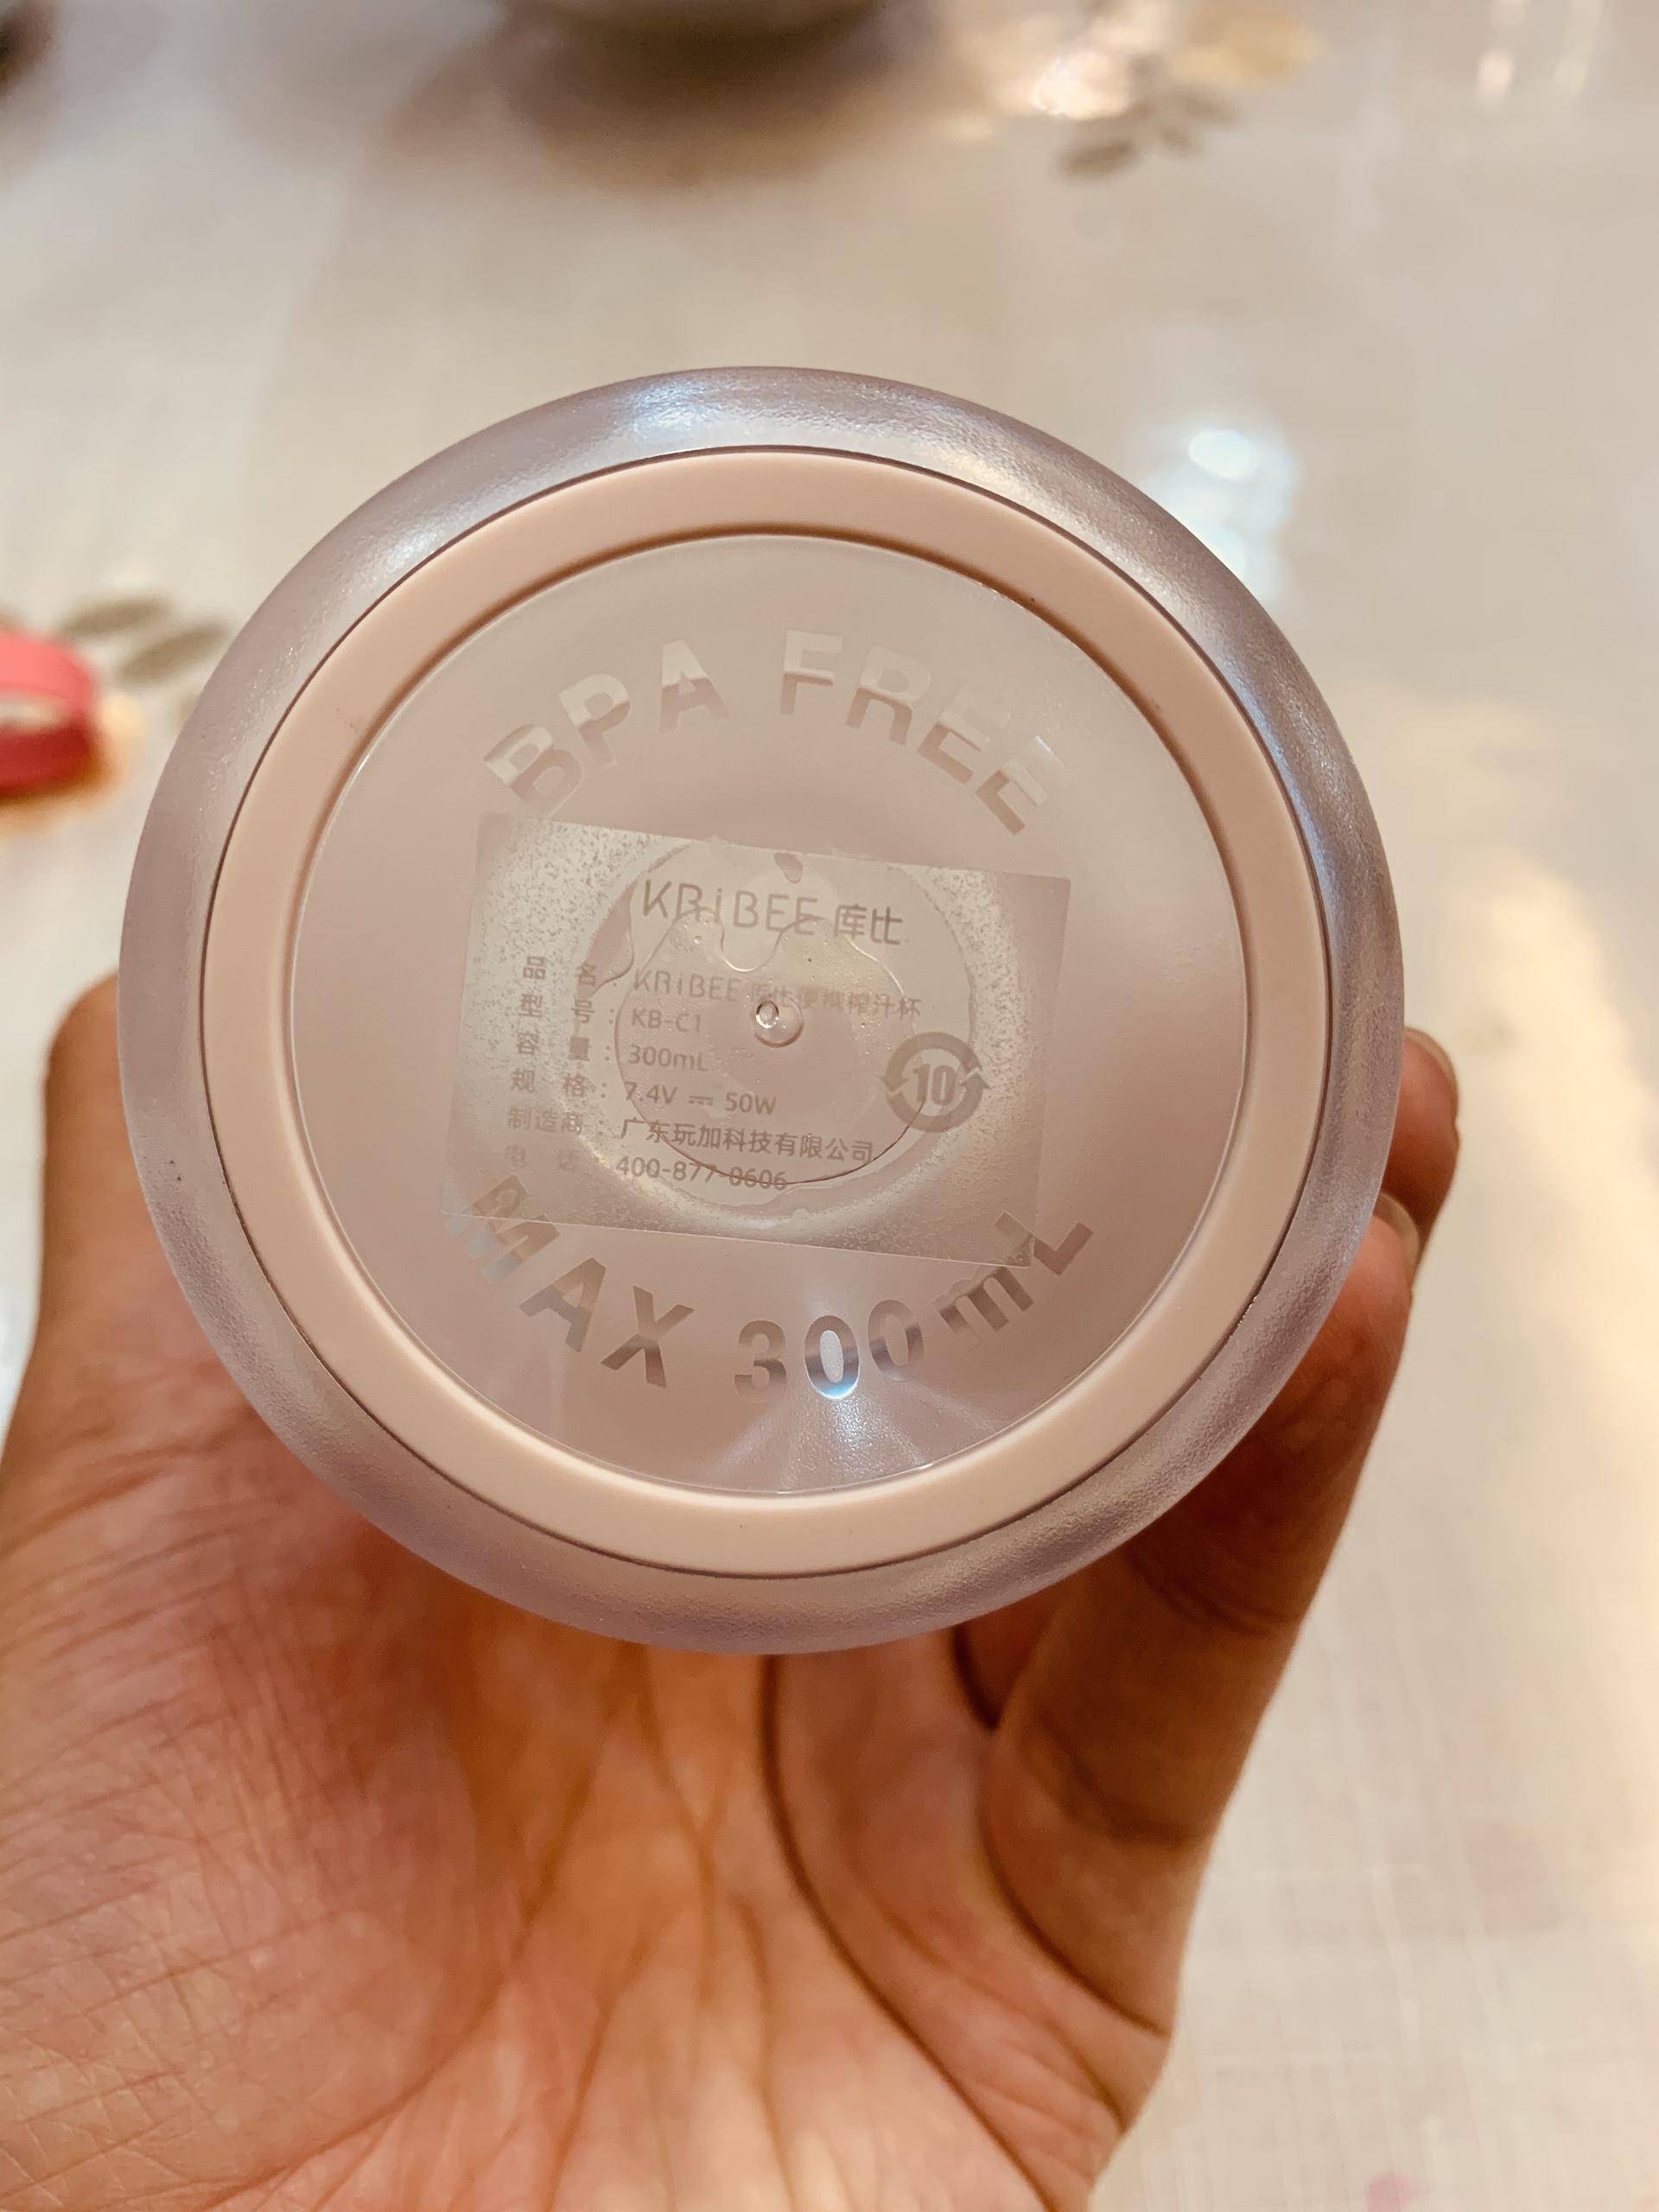 BPA FREE
KRiBEE 库比
品 名：KRiBEE 库比便携榨汁杯
型 号：KB-C1
容 量：300mL
规 格：7.4V ⎓ 50W
制造商：广东玩加科技有限公司
电 话：400-877-0606
10
MAX 300mL